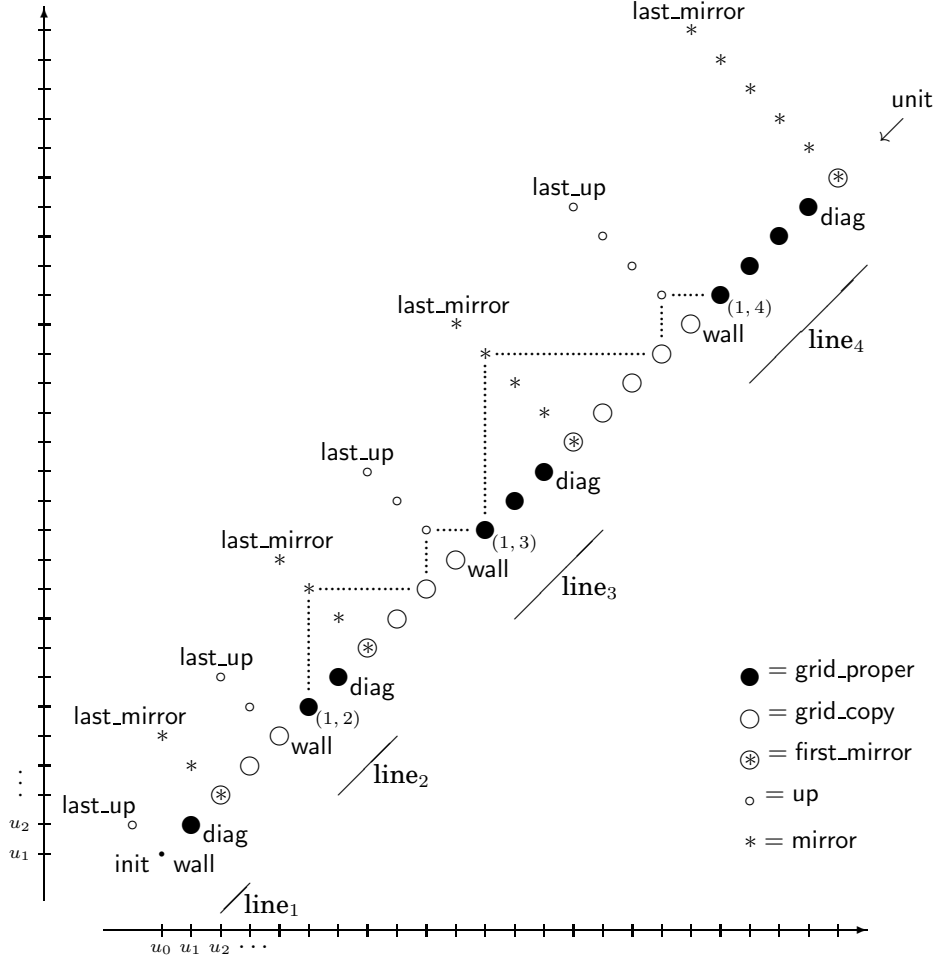 last_mirror
unit
last_up
diag
last_mirror
(1, 4)
wall
line4
last_up
diag
last_mirror
(1, 3)
wall
line3
last_up
= grid_proper
diag
last_mirror
(1, 2)
= grid_copy
wall
= first_mirror
line2
...
last_up
= up
u2
diag
= mirror
u1
init
wall
line1
u0 u1 u2 ...